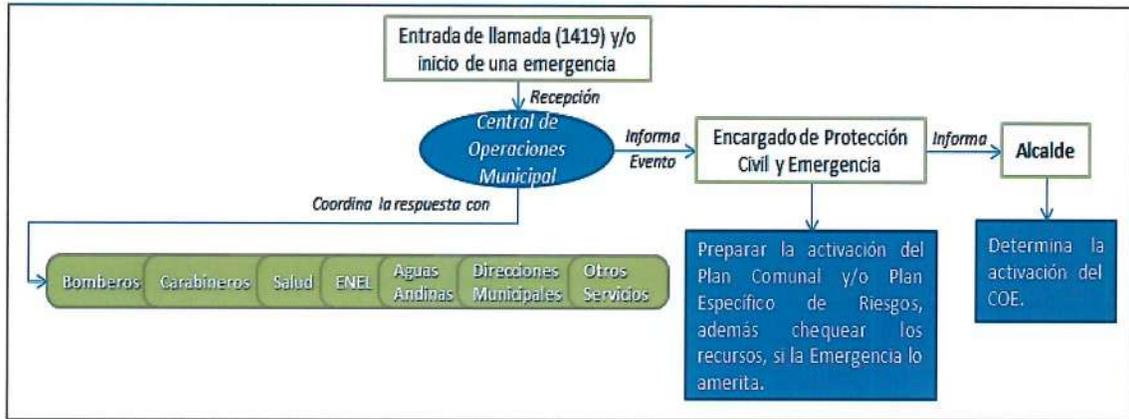 Entrada de llamada (1419) y/o
inicio de una emergencia
Recepción
Central de
Operaciones
Municipal
Informa
Evento
Encargado de Protección
Civil y Emergencia
Informa
Alcalde
Coordina la respuesta con
Bomberos
Carabineros
Salud
ENEL
Aguas
Andinas
Direcciones
Municipales
Otros
Servicios
Preparar la activación del
Plan Comunal y/o Plan
Específico de Riesgos,
además chequear los
recursos, si la Emergencia lo
amerita.
Determina la
activación del
COE.